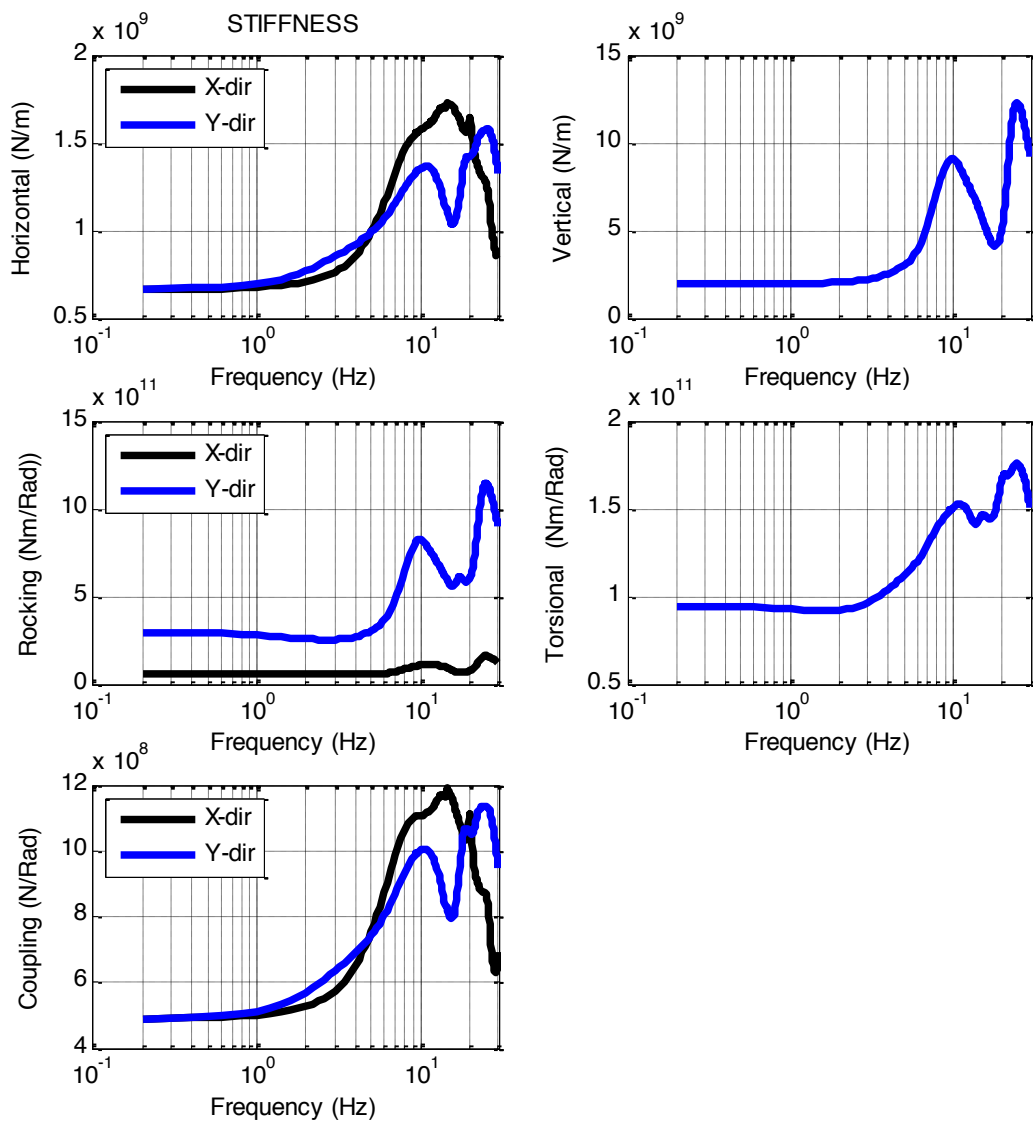 STIFFNESS
x 10^9
2
1.5
1
0.5
Horizontal (N/m)
X-dir
Y-dir
10^-1
10^0
10^1
Frequency (Hz)
x 10^9
15
10
5
0
Vertical (N/m)
10^-1
10^0
10^1
Frequency (Hz)
x 10^11
15
10
5
0
Rocking (Nm/Rad))
X-dir
Y-dir
10^-1
10^0
10^1
Frequency (Hz)
x 10^11
2
1.5
1
0.5
Torsional (Nm/Rad)
10^-1
10^0
10^1
Frequency (Hz)
x 10^8
12
10
8
6
4
Coupling (N/Rad)
X-dir
Y-dir
10^-1
10^0
10^1
Frequency (Hz)